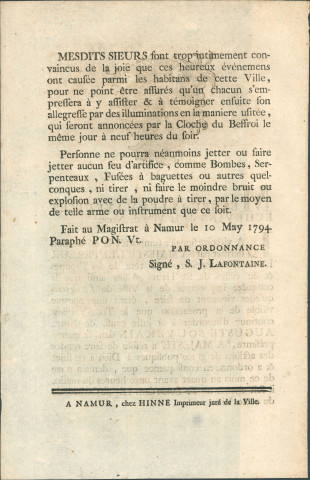 MESDITS SIEURS sont trop intimement con-
vaincus de la joie que ces heureux événemens
ont causée parmi les habitans de cette Ville,
pour ne point être assurés qu'un chacun s'em-
pressera à y assister & à témoigner ensuite son
allegresse par des illuminations en la maniere usitée,
qui seront annoncées par la Cloche du Beffroi le
même jour à neuf heures du soir.
Personne ne pourra néanmoins jetter ou faire
jetter aucun feu d'artifice, comme Bombes, Ser-
penteaux, Fusées à baguettes ou autres quel-
conques, ni tirer, ni faire le moindre bruit ou
explosion avec de la poudre à tirer, par le moyen
de telle arme ou instrument que ce soit.
Fait au Magistrat à Namur le 10 May 1794.
Paraphé PON. Vt.
PAR ORDONNANCE
Signé, S. J. LAFONTAINE.
A NAMUR, chez HINNE Imprimeur juré de la Ville.